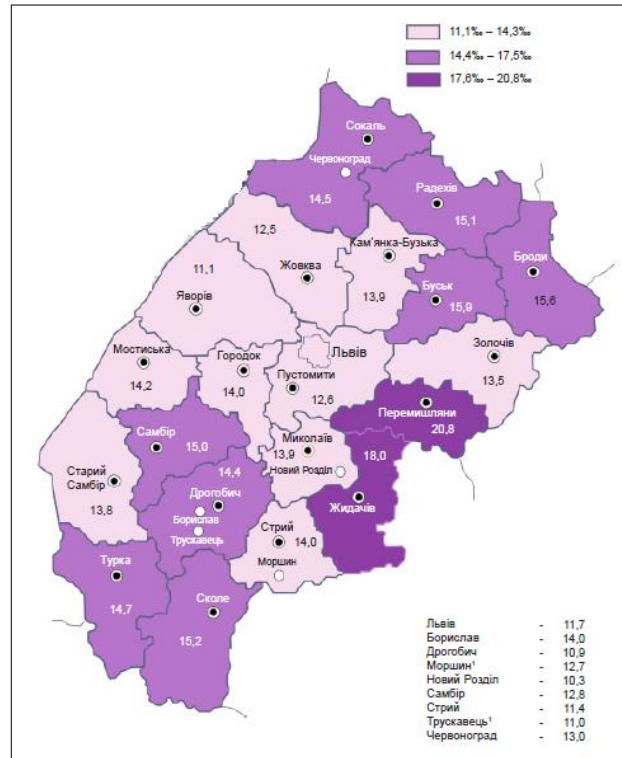 11,1‰ – 14,3‰
14,4‰ – 17,5‰
17,6‰ – 20,8‰
Сокаль
Червоноград
14,5
Радехів
15,1
12,5
Жовква
Кам'янка-Бузька
13,9
Броди
15,6
Буськ
15,9
11,1
Яворів
Мостиська
14,2
Городок
14,0
Львів
Пустомити
12,6
Золочів
13,5
Перемишляни
20,8
Самбір
15,0
Миколаїв
13,9
Новий Розділ
18,0
Жидачів
Старий
Самбір
13,8
14,4
Дрогобич
Борислав
Трускавець
Стрий
14,0
Моршин
Турка
14,7
Сколе
15,2
Львів - 11,7
Борислав - 14,0
Дрогобич - 10,9
Моршин¹ - 12,7
Новий Розділ - 10,3
Самбір - 12,8
Стрий - 11,4
Трускавець¹ - 11,0
Червоноград - 13,0